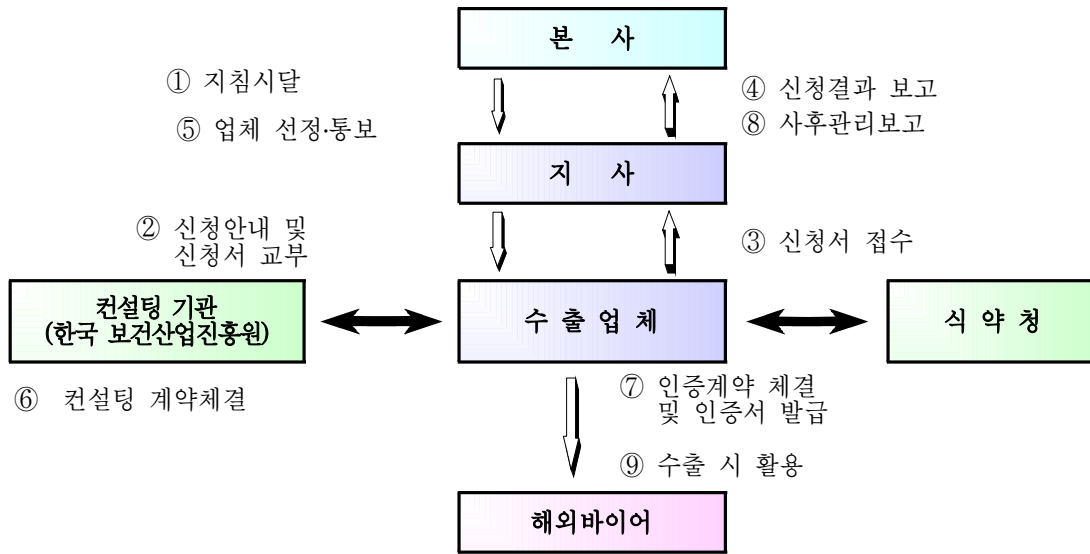 본 사
① 지침시달
④ 신청결과 보고
⑤ 업체 선정·통보
⑧ 사후관리보고
지 사
② 신청안내 및
신청서 교부
③ 신청서 접수
컨설팅 기관
(한국 보건산업진흥원)
수 출 업 체
식 약 청
⑥ 컨설팅 계약체결
⑦ 인증계약 체결
및 인증서 발급
⑨ 수출 시 활용
해외바이어